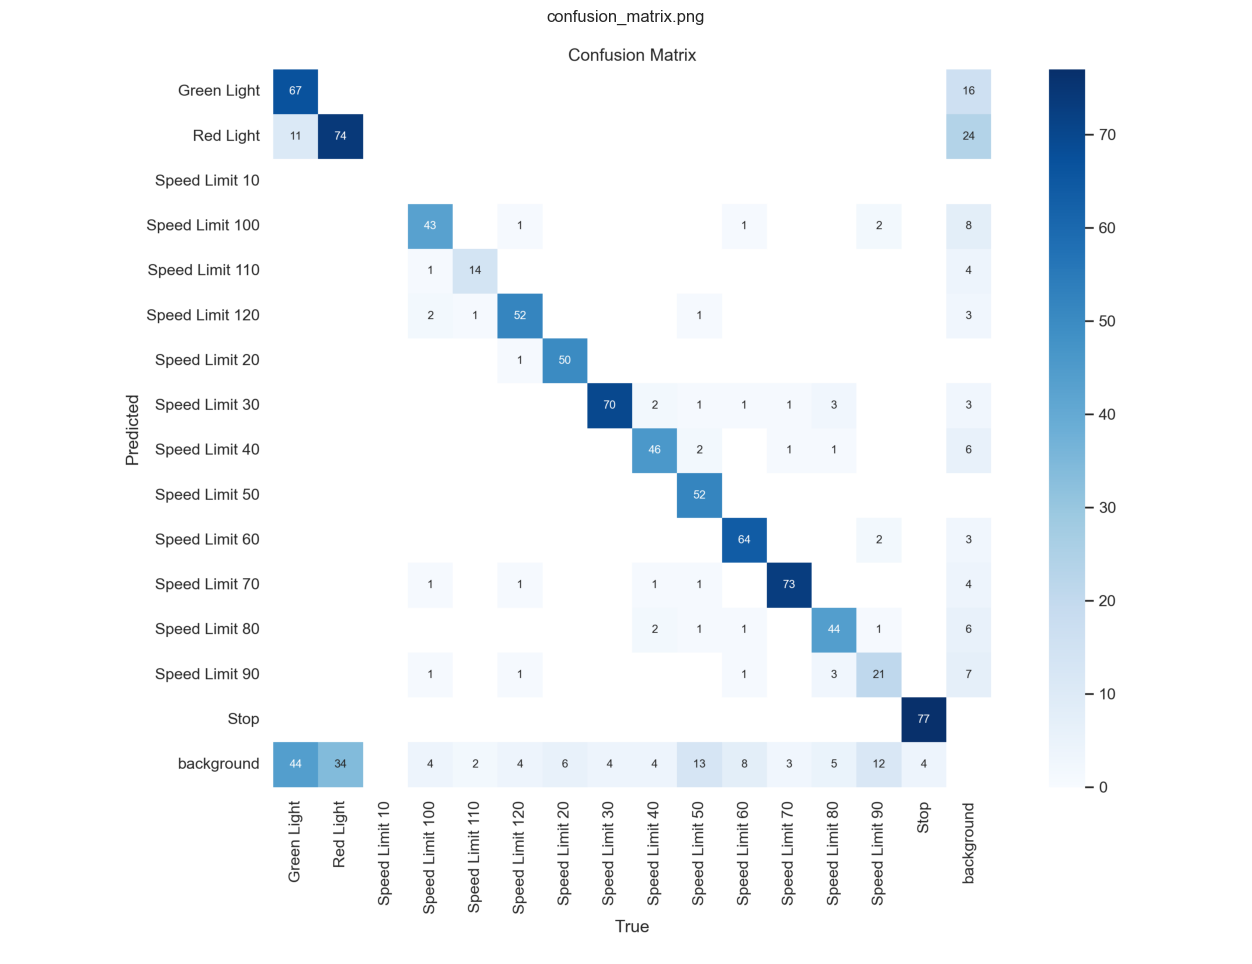 confusion_matrix.png
Confusion Matrix
Green Light 67 16
Red Light 11 74 24
Speed Limit 10
Speed Limit 100 43 1 1 2 8
Speed Limit 110 1 14 4
Speed Limit 120 2 1 52 1 3
Speed Limit 20 1 50
Speed Limit 30 70 2 1 1 1 3 3
Speed Limit 40 46 2 1 1 6
Speed Limit 50 52
Speed Limit 60 64 2 3
Speed Limit 70 1 1 1 1 73 4
Speed Limit 80 2 1 1 44 1 6
Speed Limit 90 1 1 1 3 21 7
Stop 77
background 44 34 4 2 4 6 4 4 13 8 3 5 12 4
Predicted
Green Light
Red Light
Speed Limit 10
Speed Limit 100
Speed Limit 110
Speed Limit 120
Speed Limit 20
Speed Limit 30
Speed Limit 40
Speed Limit 50
Speed Limit 60
Speed Limit 70
Speed Limit 80
Speed Limit 90
Stop
background
True
70
60
50
40
30
20
10
0